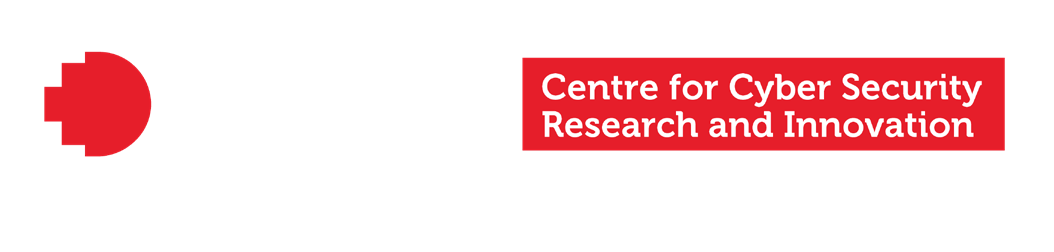 Centre for Cyber Security
Research and Innovation